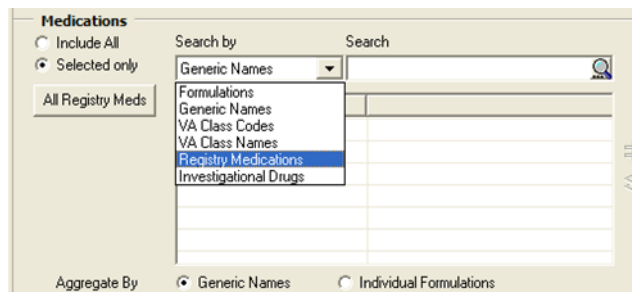 Medications
Include All
Search by
Search
Selected only
Generic Names
All Registry Meds
Formulations
Generic Names
VA Class Codes
VA Class Names
Registry Medications
Investigational Drugs
Aggregate By
Generic Names
Individual Formulations